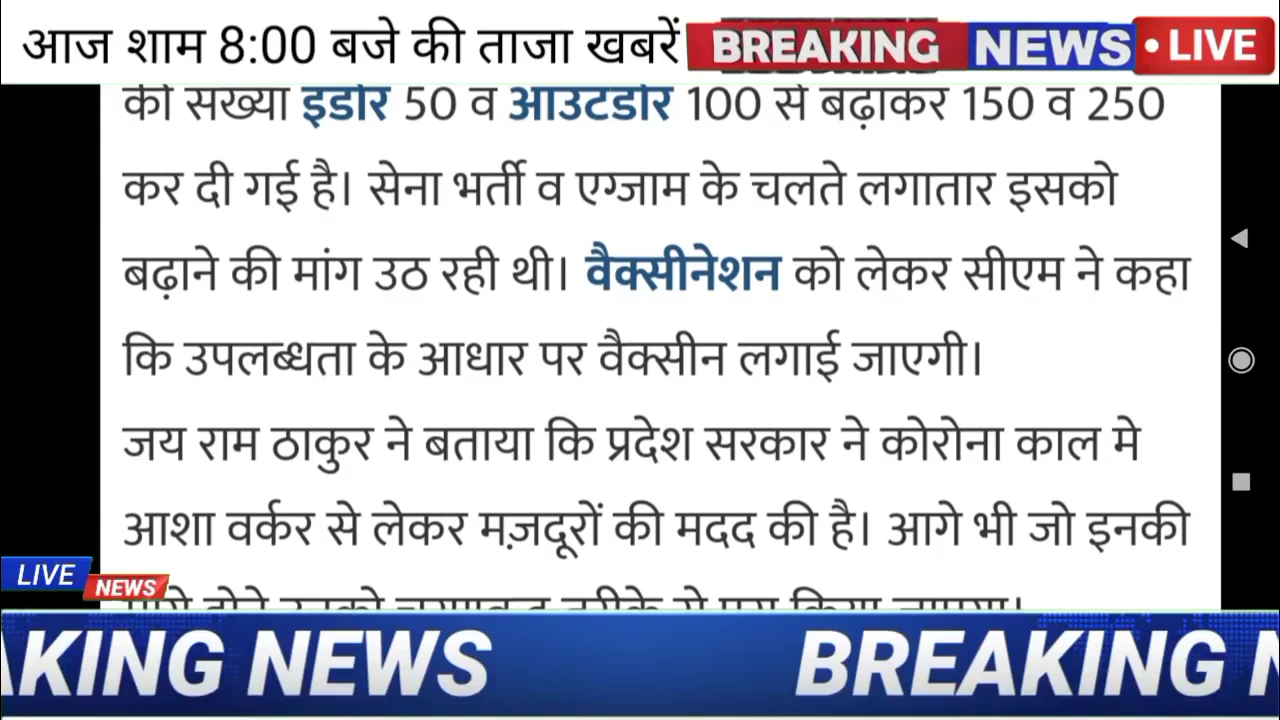 आज शाम 8:00 बजे की ताजा खबरें BREAKING NEWS • LIVE
की सख्या इंडोर 50 व आउटडोर 100 से बढ़ाकर 150 व 250
कर दी गई है। सेना भर्ती व एग्जाम के चलते लगातार इसको
बढ़ाने की मांग उठ रही थी। वैक्सीनेशन को लेकर सीएम ने कहा
कि उपलब्धता के आधार पर वैक्सीन लगाई जाएगी।
जय राम ठाकुर ने बताया कि प्रदेश सरकार ने कोरोना काल मे
आशा वर्कर से लेकर मज़दूरों की मदद की है। आगे भी जो इनकी
LIVE
NEWS
AKING NEWS BREAKING N